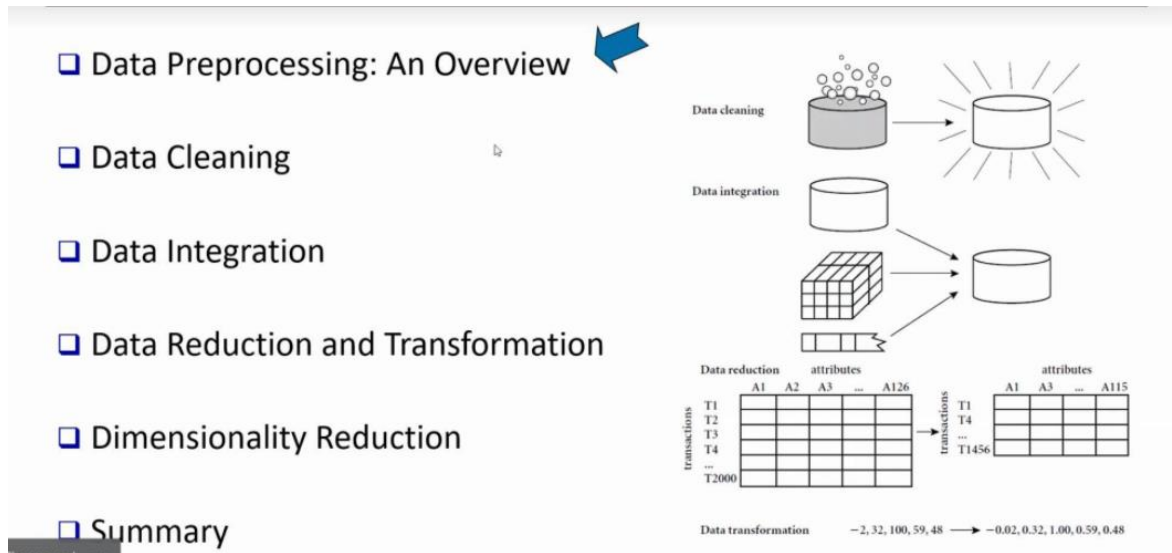 Data Preprocessing: An Overview
Data Cleaning
Data Integration
Data Reduction and Transformation
Dimensionality Reduction
Summary
Data cleaning
Data integration
Data reduction
attributes
A1 A2 A3 ... A126
transactions
T1
T2
T3
T4
...
T2000
attributes
A1 A3 ... A115
transactions
T1
T4
...
T1456
Data transformation −2, 32, 100, 59, 48 −0.02, 0.32, 1.00, 0.59, 0.48